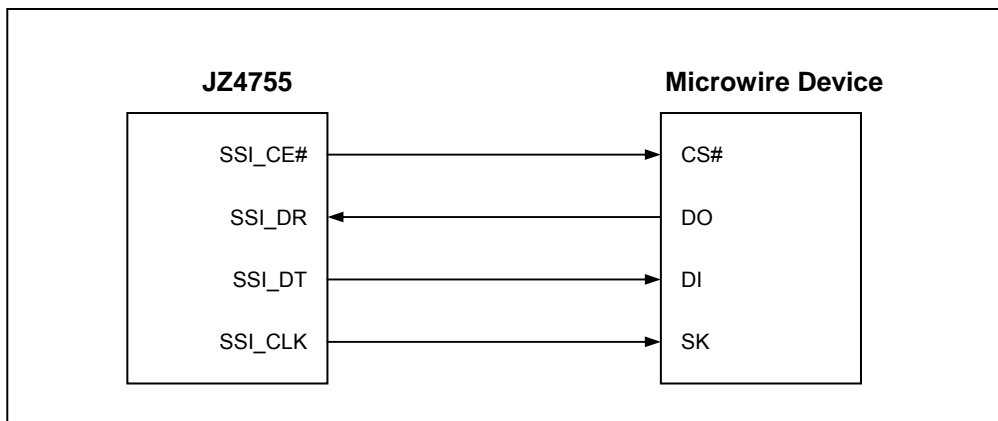 JZ4755
Microwire Device
SSI_CE#
CS#
SSI_DR
DO
SSI_DT
DI
SSI_CLK
SK